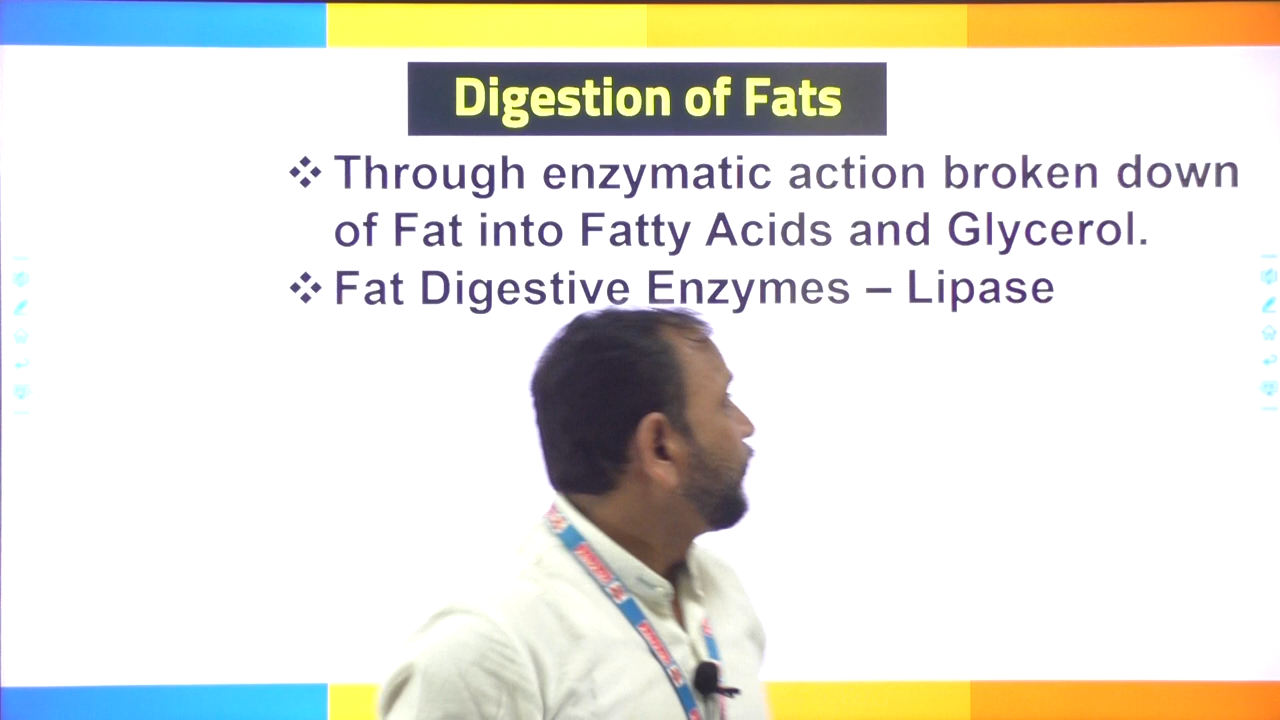 Digestion of Fats
❖ Through enzymatic action broken down
of Fat into Fatty Acids and Glycerol.
❖ Fat Digestive Enzymes – Lipase